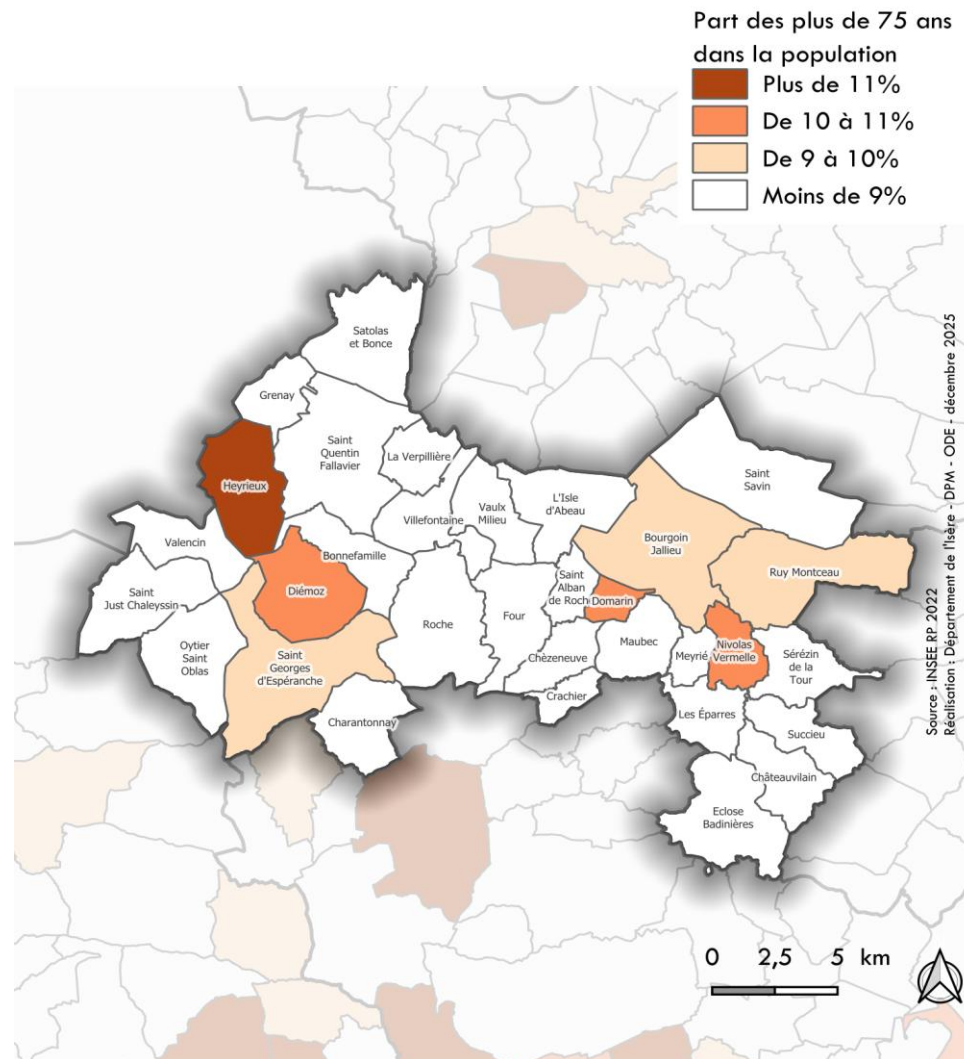 Part des plus de 75 ans
dans la population
Plus de 11%
De 10 à 11%
De 9 à 10%
Moins de 9%
Satolas
et Bonce
Grenay
Saint
Quentin
Fallavier
La Verpillière
Heyrieux
Villefontaine
Vaulx
Milieu
L'Isle
d'Abeau
Saint
Savin
Bourgoin
Jallieu
Ruy Montceau
Valencin
Bonnefamille
Diémoz
Saint
Just Chaleyssin
Saint
Alban
de Roch
Domarin
Four
Roche
Oytier
Saint
Oblas
Saint
Georges
d'Espéranche
Maubec
Meyrié
Nivolas
Vermelle
Sérézin
de la
Tour
Chèzeneuve
Crachier
Charantonnay
Les Éparres
Succieu
Châteauvilain
Eclose
Badinières
Source : INSEE RP 2022
Réalisation : Département de l'Isère - DPM - ODE - décembre 2025
0 2,5 5 km